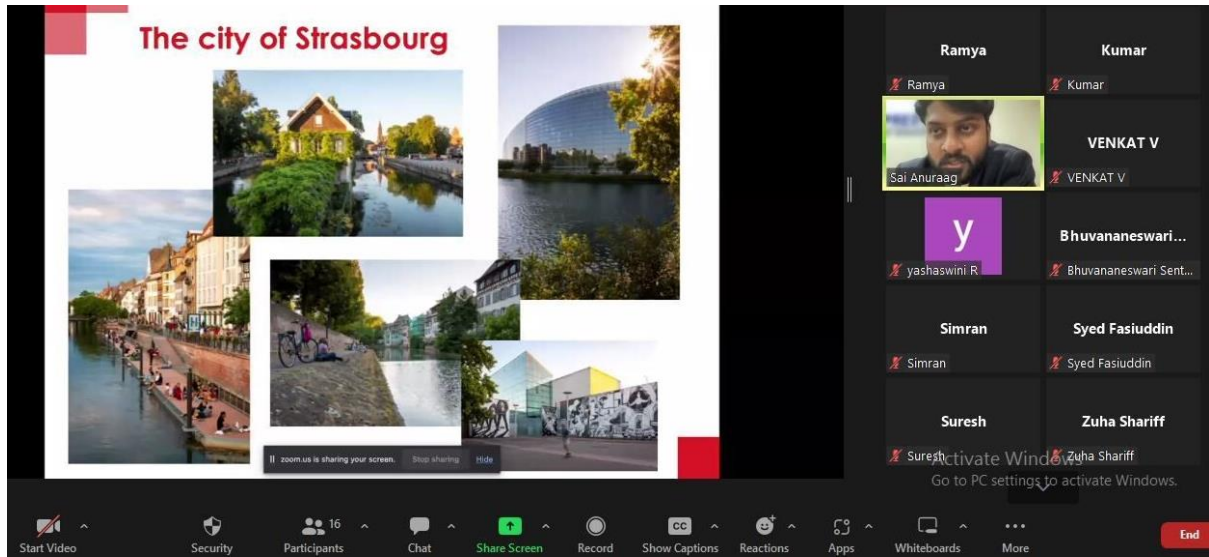 The city of Strasbourg
zoom.us is sharing your screen. Stop sharing Hide
Ramya
Ramya
Kumar
Kumar
Sai Anuraag
VENKAT V
VENKAT V
y
yashaswini R
Bhuvananeswari...
Bhuvananeswari Sent...
Simran
Simran
Syed Fasiuddin
Syed Fasiuddin
Suresh
Suresh
Zuha Shariff
Zuha Shariff
Activate Windows
Go to PC settings to activate Windows.
Start Video
Security
16
Participants
Chat
Share Screen
Record
CC
Show Captions
Reactions
Apps
Whiteboards
More
End